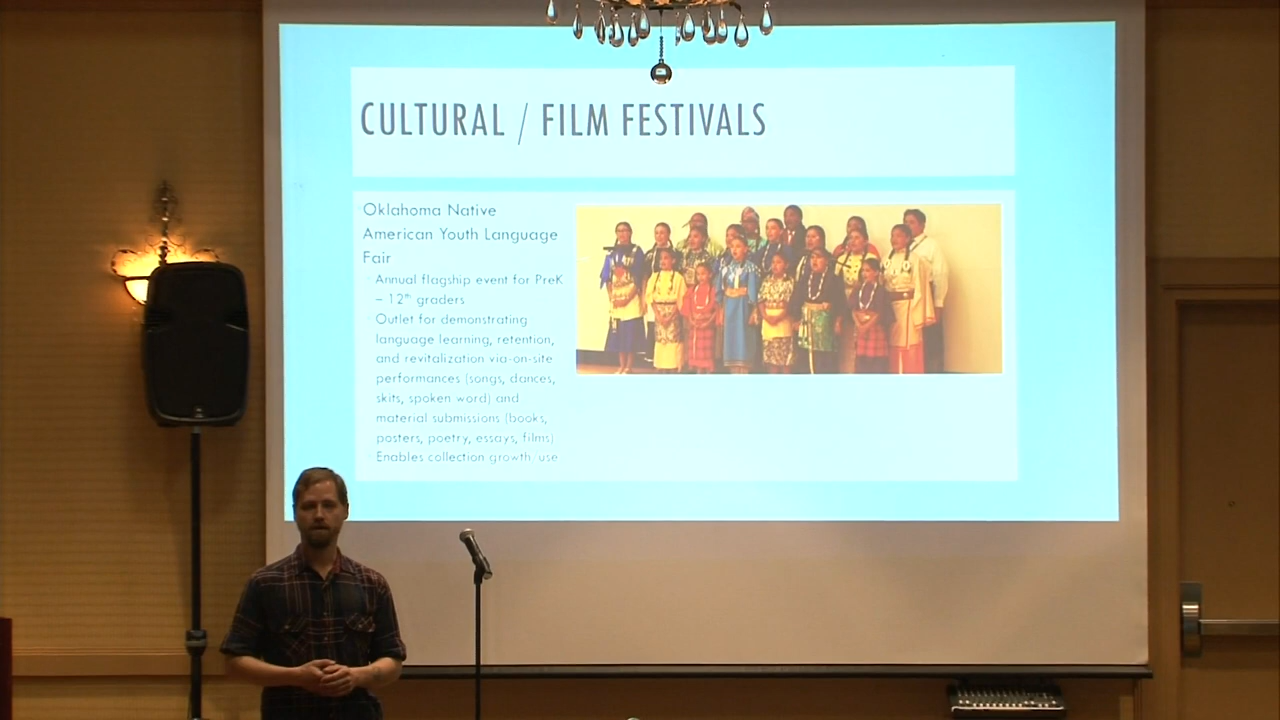 CULTURAL / FILM FESTIVALS
Oklahoma Native
American Youth Language
Fair
Annual flagship event for PreK
– 12th graders
Outlet for demonstrating
language learning, retention,
and revitalization via-on-site
performances (songs, dances,
skits, spoken word) and
material submissions (books,
posters, poetry, essays, films)
Enables collection growth/use